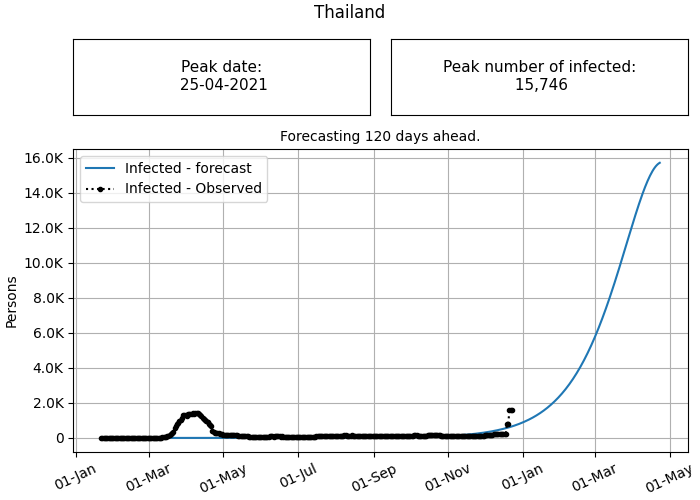 Thailand
Peak date:
25-04-2021
Peak number of infected:
15,746
Forecasting 120 days ahead.
Infected - forecast
Infected - Observed
Persons
16.0K
14.0K
12.0K
10.0K
8.0K
6.0K
4.0K
2.0K
0
01-Jan
01-Mar
01-May
01-Jul
01-Sep
01-Nov
01-Jan
01-Mar
01-May